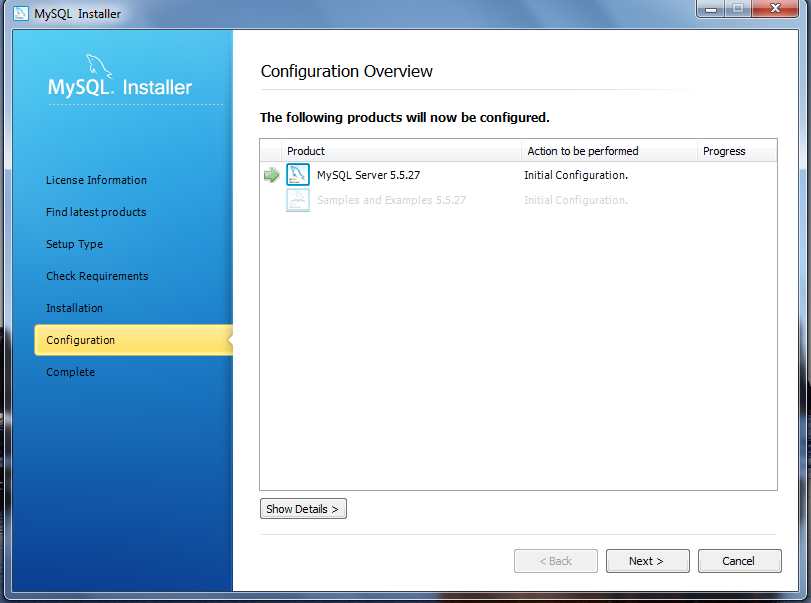 MySQL Installer
MySQL. Installer
License Information
Find latest products
Setup Type
Check Requirements
Installation
Configuration
Complete
Configuration Overview
The following products will now be configured.
Product Action to be performed Progress
MySQL Server 5.5.27 Initial Configuration.
Samples and Examples 5.5.27 Initial Configuration.
Show Details >
< Back Next > Cancel